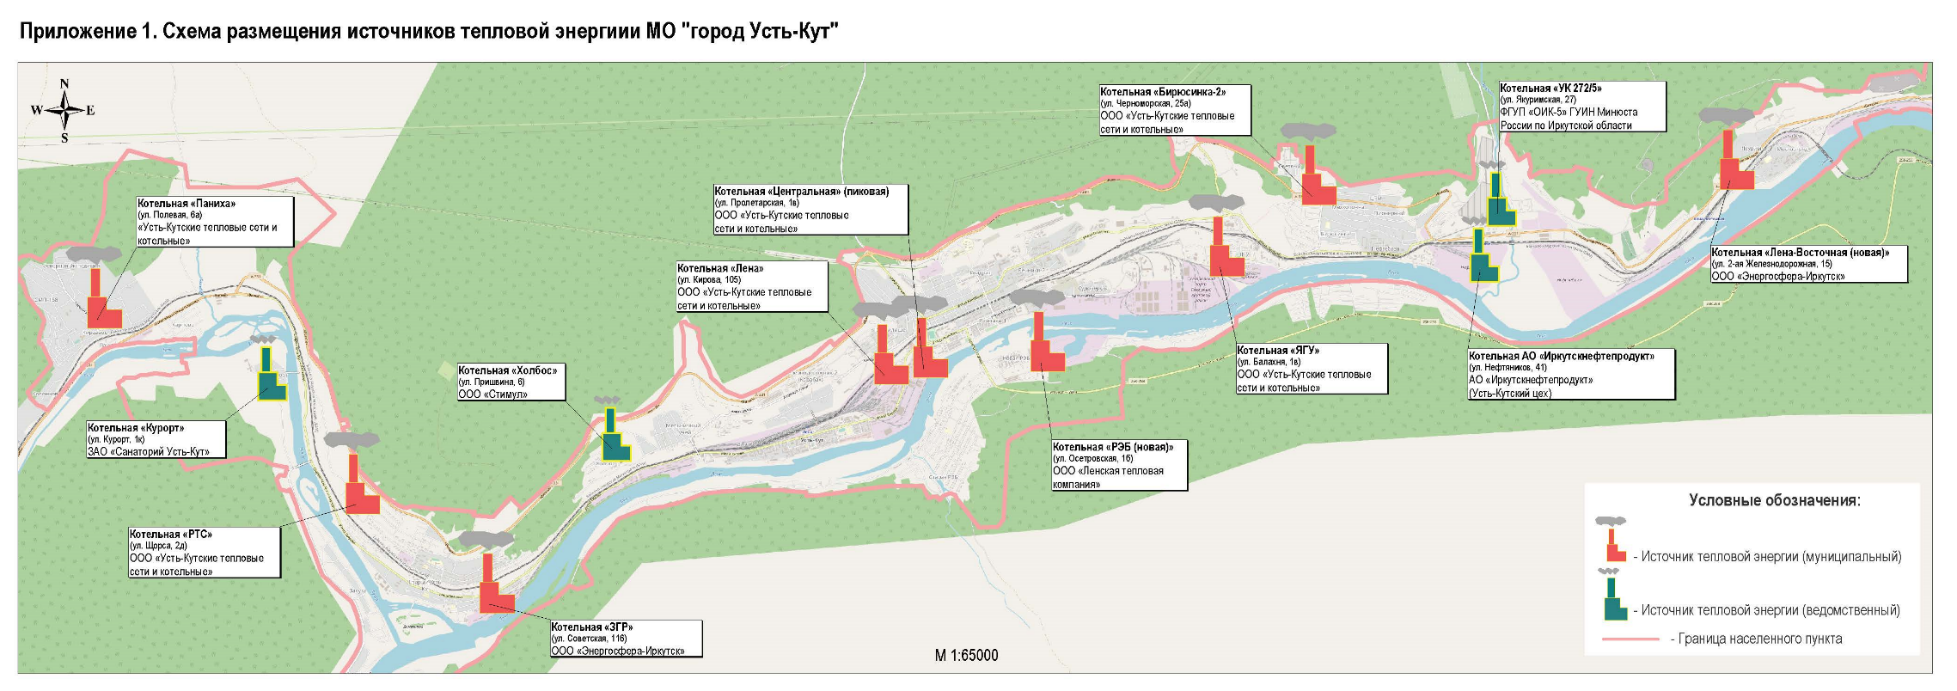 Приложение 1. Схема размещения источников тепловой энергиии МО "город Усть-Кут"
N
W E
S
Котельная «Паниха»
(ул. Полевая, 6а)
«Усть-Кутские тепловые сети и
котельные»
Котельная «Курорт»
(ул. Курорт, 1к)
ЗАО «Санаторий Усть-Кут»
Котельная «РТС»
(ул. Щорса, 2д)
ООО «Усть-Кутские тепловые
сети и котельные»
Котельная «ЗГР»
(ул. Советская, 116)
ООО «Энергосфера-Иркутск»
Котельная «Холбос»
(ул. Пришвина, 6)
ООО «Стимул»
Котельная «Лена»
(ул. Кирова, 105)
ООО «Усть-Кутские тепловые
сети и котельные»
Котельная «Центральная» (пиковая)
(ул. Пролетарская, 1в)
ООО «Усть-Кутские тепловые
сети и котельные»
Котельная «РЭБ (новая)»
(ул. Осетровская, 1б)
ООО «Ленская тепловая
компания»
Котельная «Бирюсинка-2»
(ул. Черноморская, 25а)
ООО «Усть-Кутские тепловые
сети и котельные»
Котельная «ЯГУ»
(ул. Балахня, 1в)
ООО «Усть-Кутские тепловые
сети и котельные»
Котельная «УК 272/5»
(ул. Якуримская, 27)
ФГУП «ОИК-5» ГУИН Минюста
России по Иркутской области
Котельная АО «Иркутскнефтепродукт»
(ул. Нефтяников, 41)
АО «Иркутскнефтепродукт»
(Усть-Кутский цех)
Котельная «Лена-Восточная (новая)»
(ул. 2-ая Железнодорожная, 15)
ООО «Энергосфера-Иркутск»
М 1:65000
Условные обозначения:
- Источник тепловой энергии (муниципальный)
- Источник тепловой энергии (ведомственный)
- Граница населенного пункта